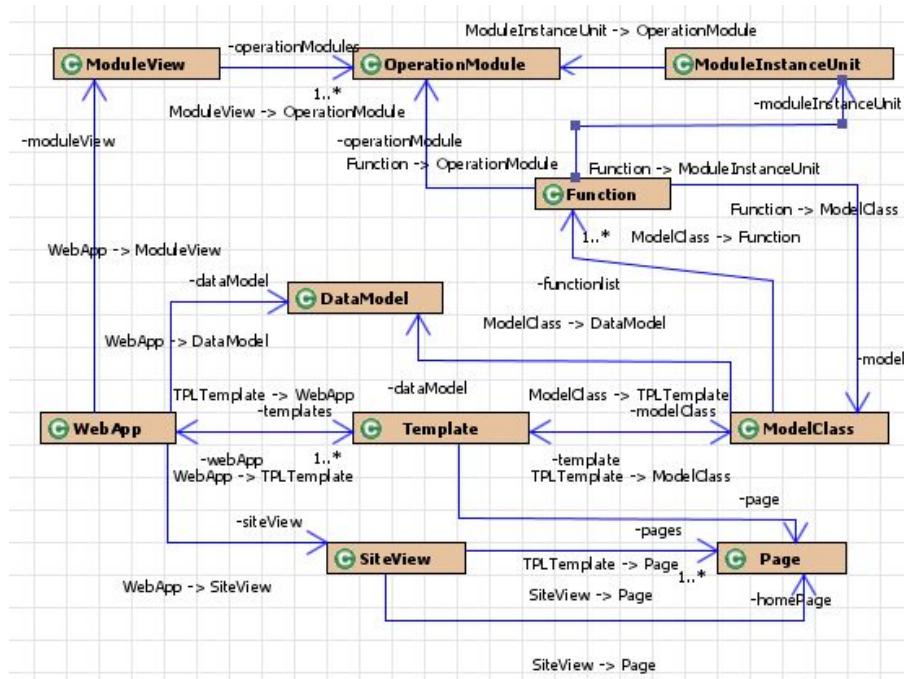 ModuleInstanceUnit -> OperationModule
-operationModules
ModuleView
OperationModule
ModuleInstanceUnit
1..*
-moduleInstanceUnit
ModuleView -> OperationModule
-moduleView
-operationModule
Function -> OperationModule
Function -> ModuleInstanceUnit
Function
Function -> ModelClass
1..*
ModelClass -> Function
WebApp -> ModuleView
-dataModel
-functionlist
DataModel
ModelClass -> DataModel
WebApp -> DataModel
-model
-dataModel
TPLTemplate -> WebApp
ModelClass -> TPLTemplate
-templates
-modelClass
WebApp
Template
ModelClass
-webApp
1..*
-template
WebApp -> TPLTemplate
TPLTemplate -> ModelClass
-page
-siteView
-pages
SiteView
Page
TPLTemplate -> Page
1..*
WebApp -> SiteView
SiteView -> Page
-homePage
SiteView -> Page